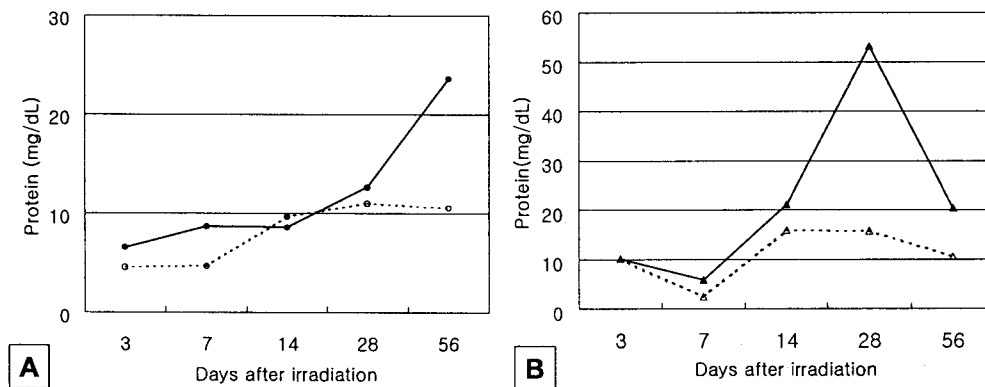 30
20
10
0
Protein (mg/dL)
3 7 14 28 56
Days after irradiation
A
60
50
40
30
20
10
0
Protein(mg/dL)
3 7 14 28 56
Days after irradiation
B